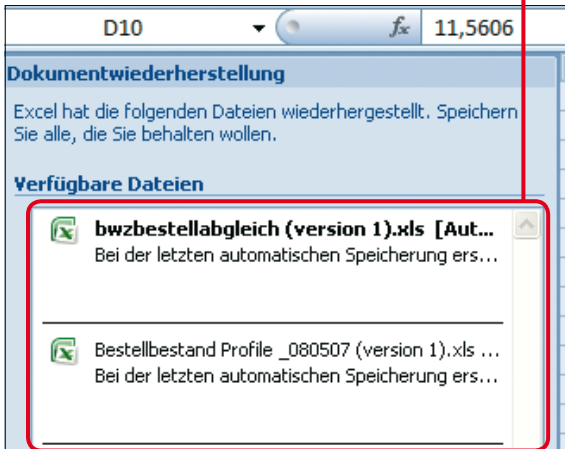 D10 fx 11,5606
Dokumentwiederherstellung
Excel hat die folgenden Dateien wiederhergestellt. Speichern
Sie alle, die Sie behalten wollen.
Verfügbare Dateien
bwzbestellabgleich (version 1).xls [Aut...
Bei der letzten automatischen Speicherung ers...
Bestellbestand Profile _080507 (version 1).xls ...
Bei der letzten automatischen Speicherung ers...